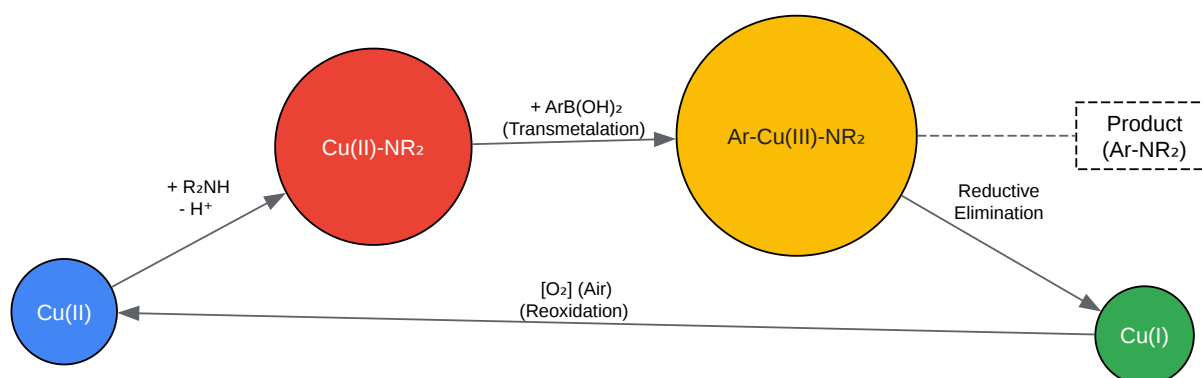 + ArB(OH)₂
(Transmetalation)
Cu(II)-NR₂
Ar-Cu(III)-NR₂
Product
(Ar-NR₂)
+ R₂NH
- H⁺
Reductive
Elimination
[O₂] (Air)
(Reoxidation)
Cu(II)
Cu(I)